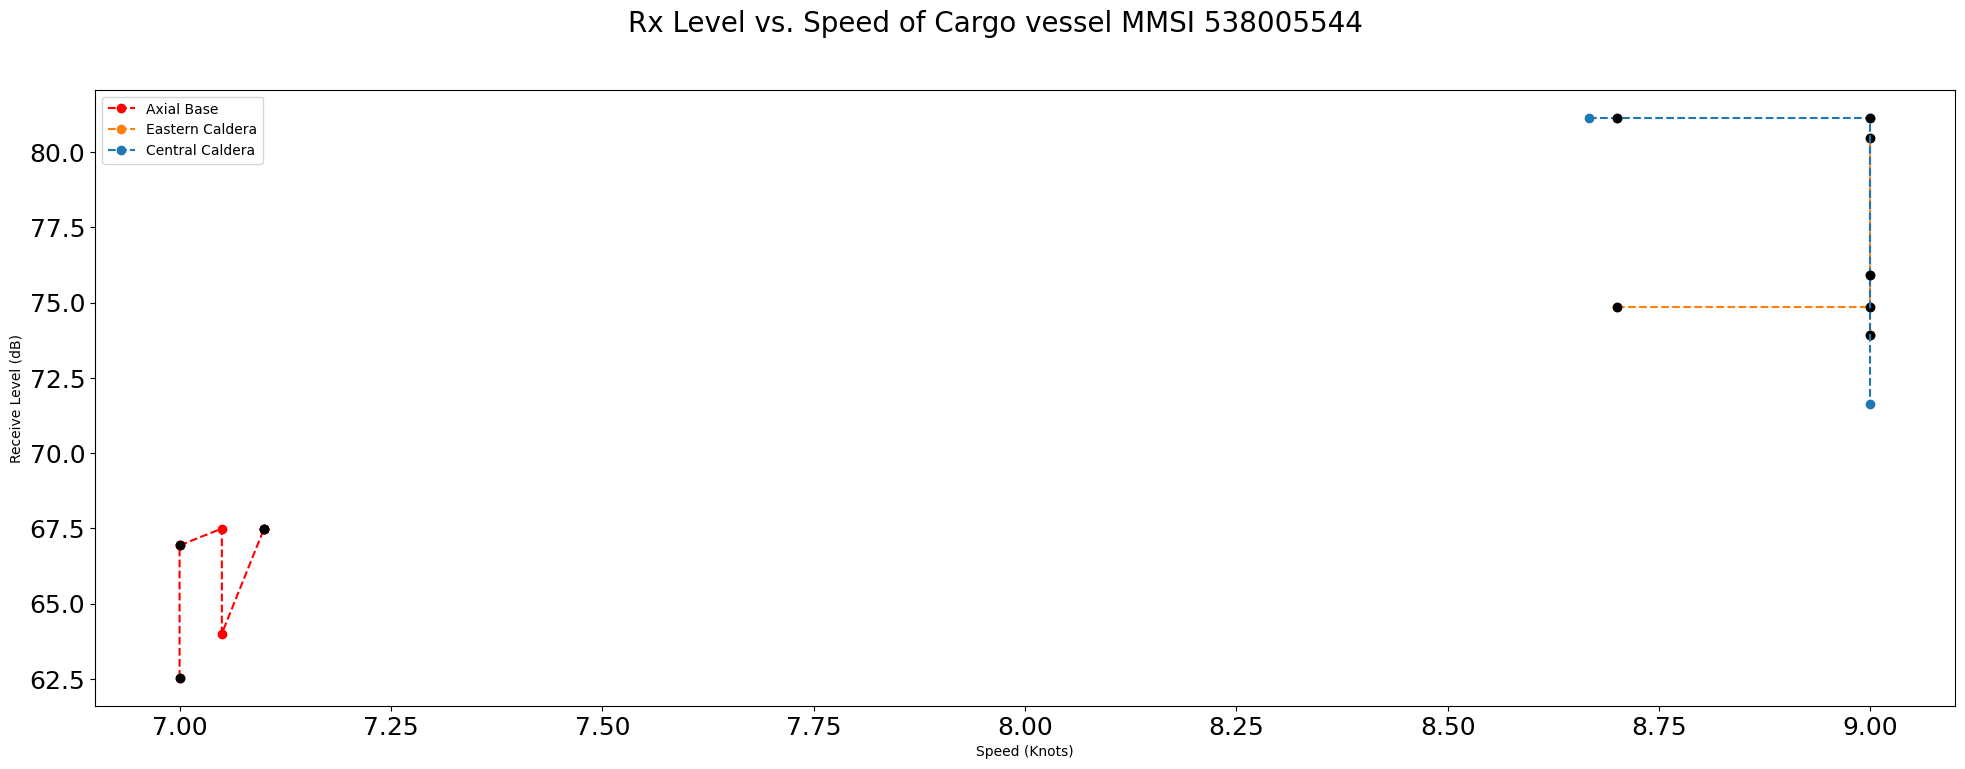 Rx Level vs. Speed of Cargo vessel MMSI 538005544
Axial Base
Eastern Caldera
Central Caldera
80.0
77.5
75.0
72.5
70.0
67.5
65.0
62.5
Receive Level (dB)
7.00 7.25 7.50 7.75 8.00 8.25 8.50 8.75 9.00
Speed (Knots)